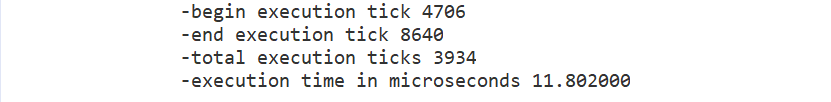 -begin execution tick 4706
-end execution tick 8640
-total execution ticks 3934
-execution time in microseconds 11.802000